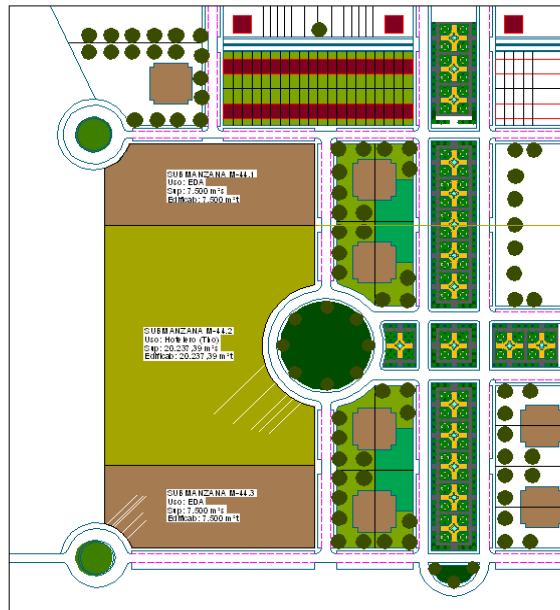 SUBMANZANA M-44.1
Uso: EDA
Sup: 7.500 m²s
Edificab: 7.500 m²t
SUBMANZANA M-44.2
Uso: Hotelero (Tko)
Sup: 20.237,39 m²s
Edificab: 20.237,39 m²t
SUBMANZANA M-44.3
Uso: EDA
Sup: 7.500 m²s
Edificab: 7.500 m²t